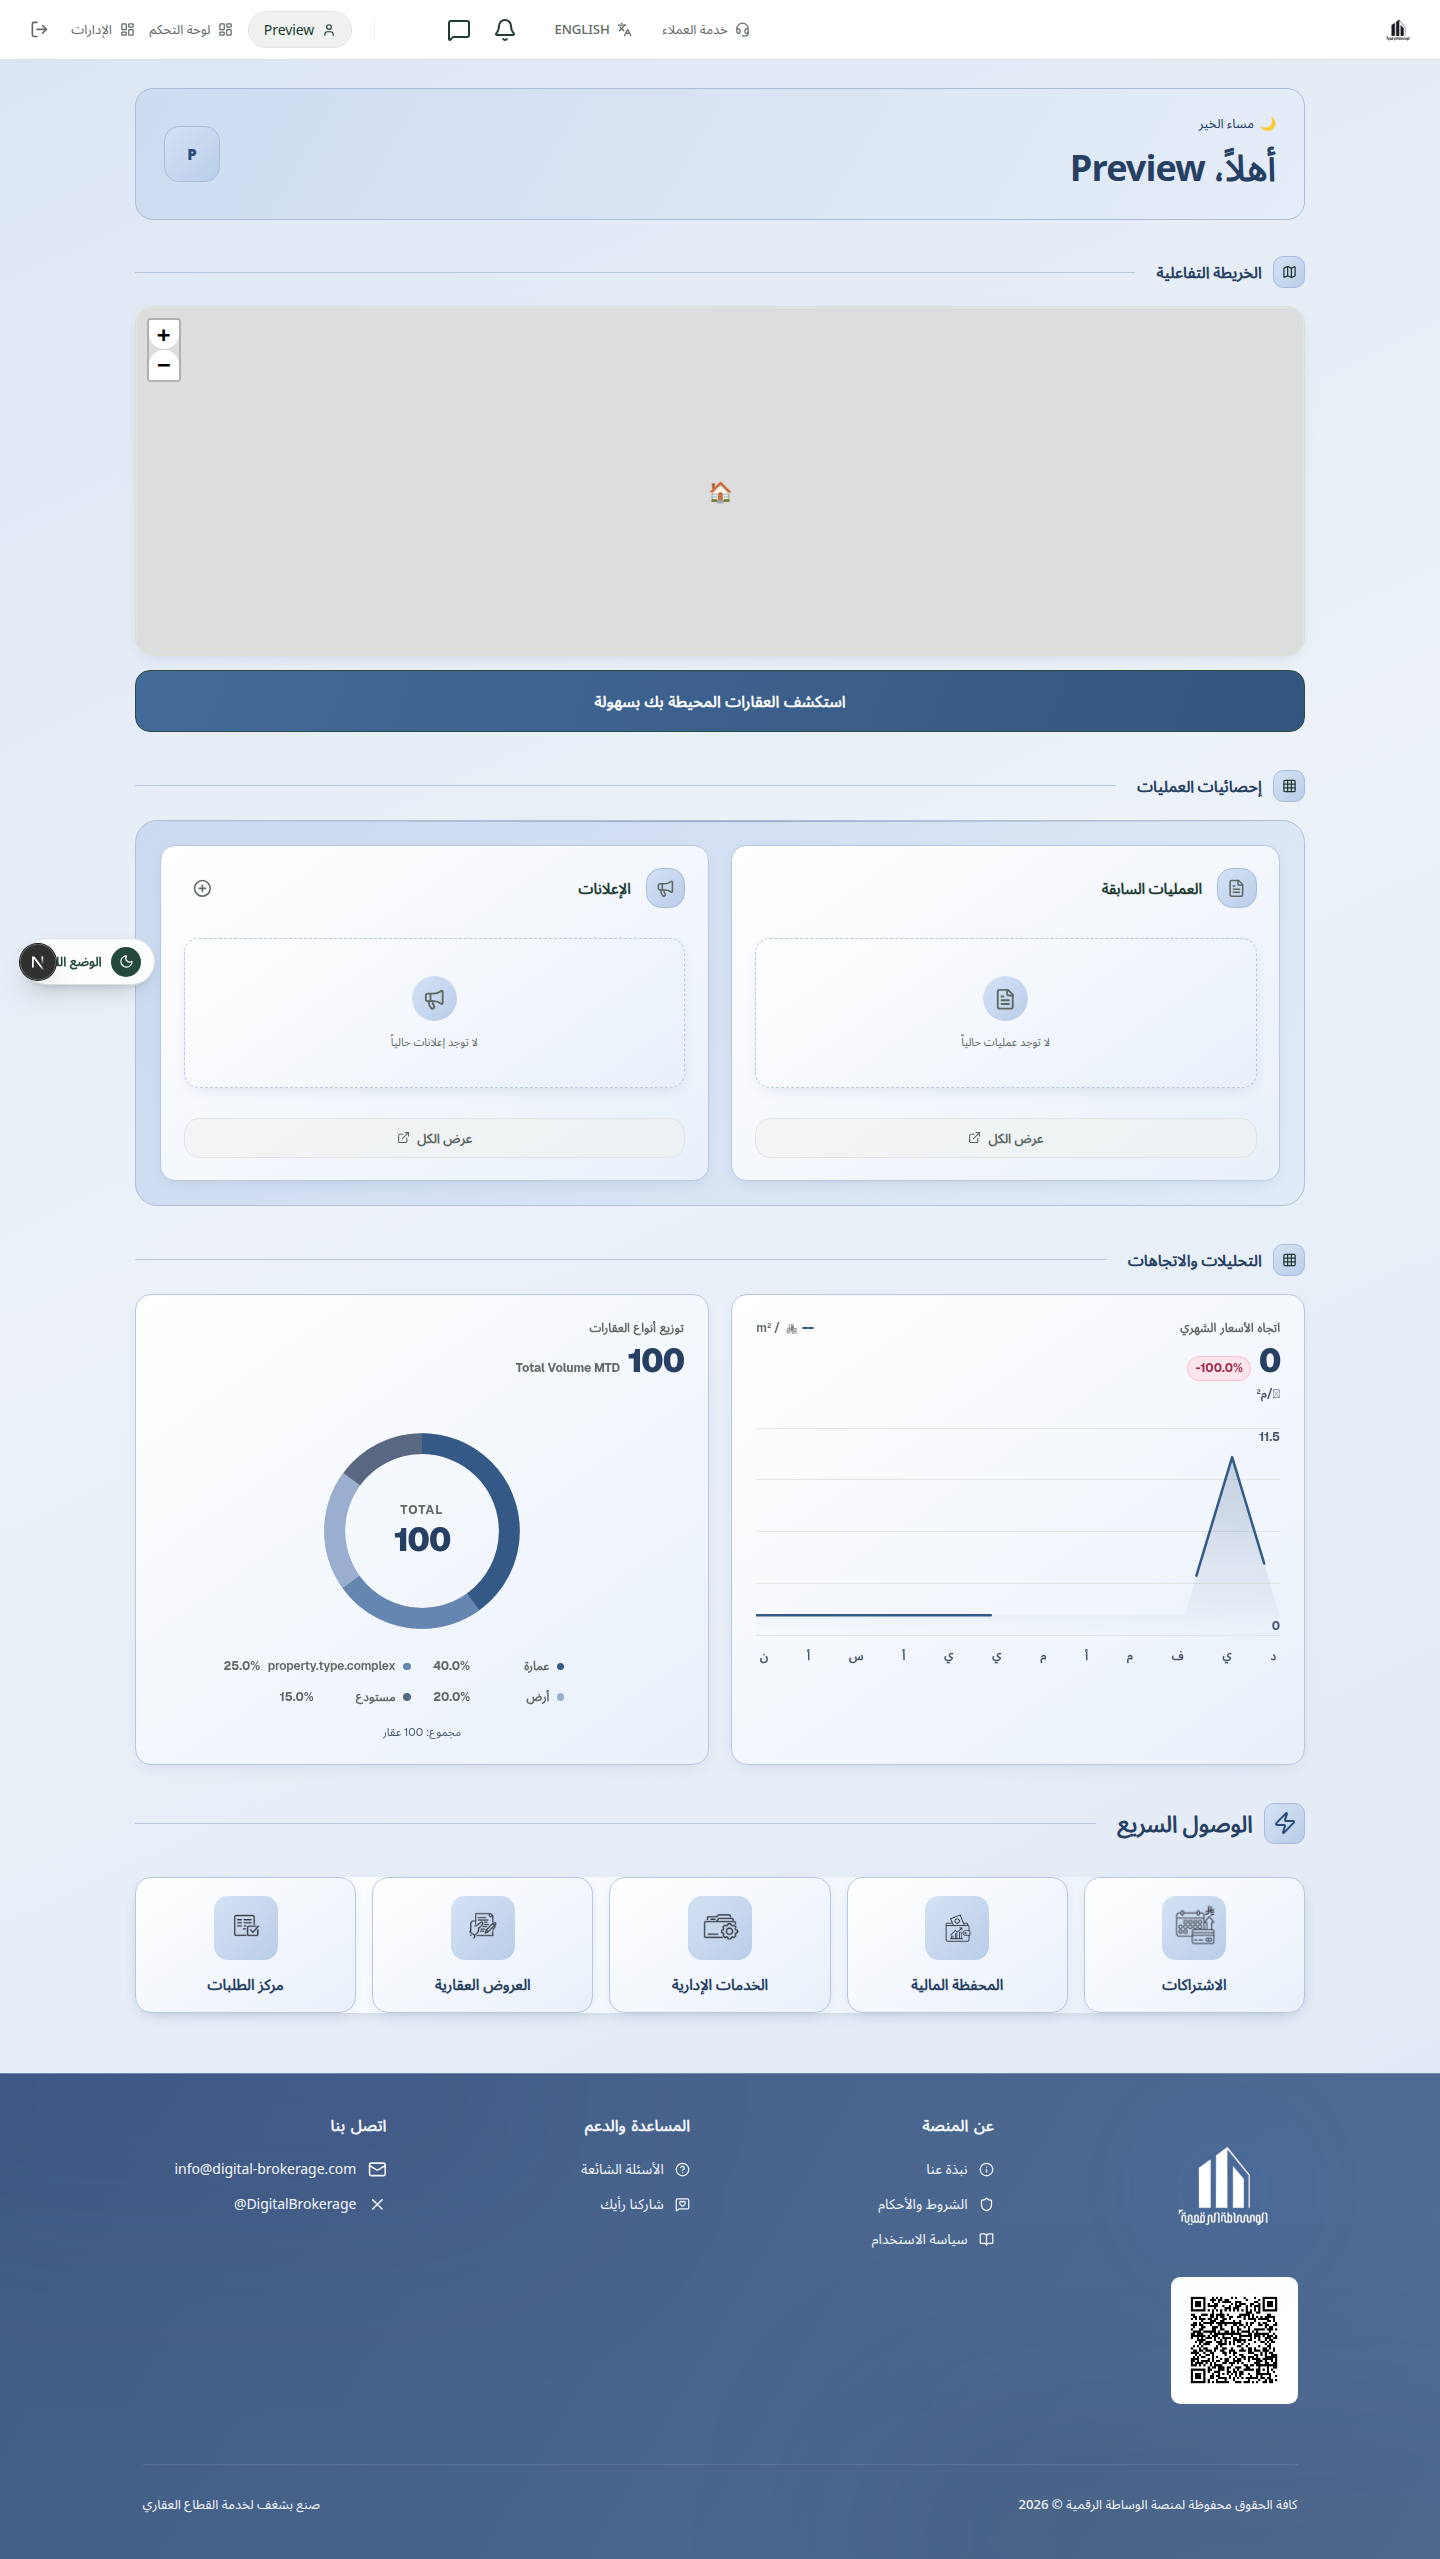 خدمة العملاء
ENGLISH
Preview
لوحة التحكم
الإدارات
🌙 مساء الخير
أهلاً، Preview
P
الخريطة التفاعلية
+
−
استكشف العقارات المحيطة بك بسهولة
إحصائيات العمليات
العمليات السابقة
لا توجد عمليات حالياً
عرض الكل
الإعلانات
لا توجد إعلانات حالياً
عرض الكل
N
الوضع الل
التحليلات والاتجاهات
اتجاه الأسعار الشهري
m² /
0
-100.0%
/م²
11.5
0
د ي ف م أ م ي ي أ س أ ن
توزيع أنواع العقارات
100 Total Volume MTD
TOTAL
100
عمارة 40.0%
property.type.complex 25.0%
أرض 20.0%
مستودع 15.0%
مجموع: 100 عقار
الوصول السريع
الاشتراكات
المحفظة المالية
الخدمات الإدارية
العروض العقارية
مركز الطلبات
الوساطة الرقمية
عن المنصة
نبذة عنا
الشروط والأحكام
سياسة الاستخدام
المساعدة والدعم
الأسئلة الشائعة
شاركنا رأيك
اتصل بنا
info@digital-brokerage.com
@DigitalBrokerage
كافة الحقوق محفوظة لمنصة الوساطة الرقمية © 2026
صنع بشغف لخدمة القطاع العقاري